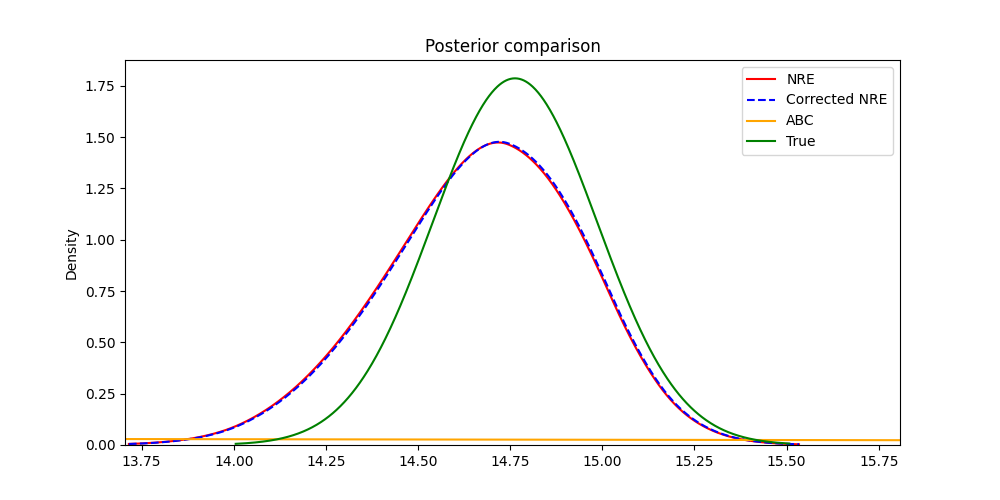 Posterior comparison
NRE
Corrected NRE
ABC
True
Density
1.75
1.50
1.25
1.00
0.75
0.50
0.25
0.00
13.75 14.00 14.25 14.50 14.75 15.00 15.25 15.50 15.75